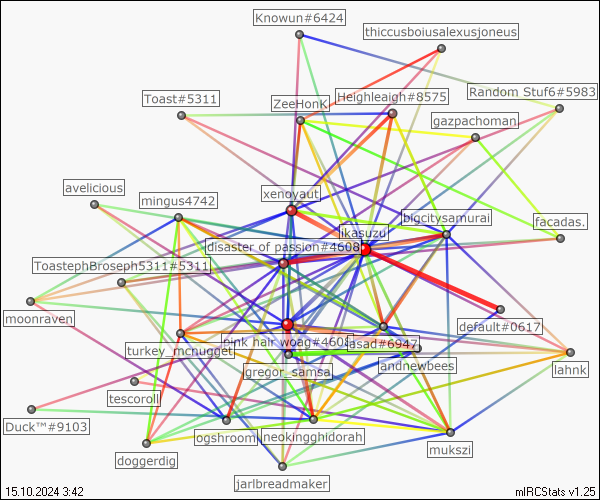 Knowun#6424
thiccusboiusalexusjoneus
Random Stuf6#5983
Toast#5311
ZeeHonK
Heighleaigh#8575
gazpachoman
avelicious
mingus4742
xenoyaut
ikasuzu
bigcitysamurai
facadas.
disaster of passion#4608
ToastephBroseph5311#5311
moonraven
default#0617
turkey_mcnugget
pink hair woag#4608
asad#6947
gregor_samsa
andnewbees
lahnk
tescoroll
Duck™#9103
ogshroom
neokingghidorah
mukszi
doggerdig
jarlbreadmaker
15.10.2024 3:42
mIRCStats v1.25